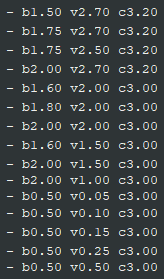 - b1.50 v2.70 c3.20
- b1.75 v2.70 c3.20
- b1.75 v2.50 c3.20
- b2.00 v2.70 c3.20
- b1.60 v2.00 c3.00
- b1.80 v2.00 c3.00
- b2.00 v2.00 c3.00
- b1.60 v1.50 c3.00
- b2.00 v1.50 c3.00
- b2.00 v1.00 c3.00
- b0.50 v0.05 c3.00
- b0.50 v0.10 c3.00
- b0.50 v0.15 c3.00
- b0.50 v0.25 c3.00
- b0.50 v0.50 c3.00